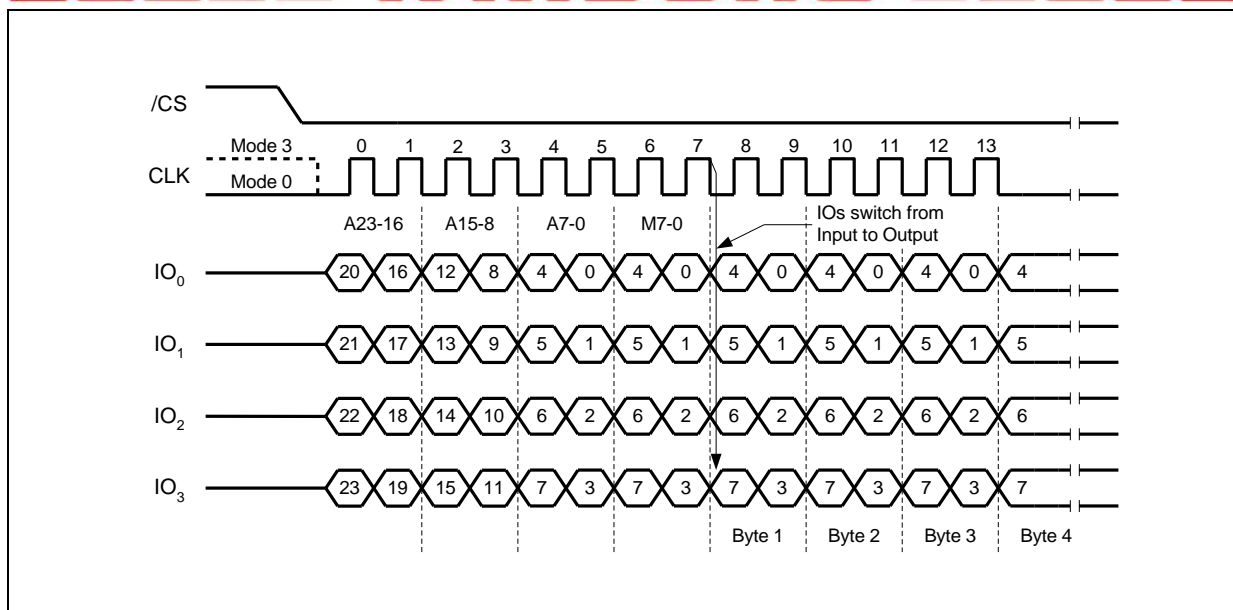 /CS
Mode 3
Mode 0
CLK
0 1 2 3 4 5 6 7 8 9 10 11 12 13
A23-16 A15-8 A7-0 M7-0
IOs switch from
Input to Output
IO0 20 16 12 8 4 0 4 0 4 0 4 0 4 0 4
IO1 21 17 13 9 5 1 5 1 5 1 5 1 5 1 5
IO2 22 18 14 10 6 2 6 2 6 2 6 2 6 2 6
IO3 23 19 15 11 7 3 7 3 7 3 7 3 7 3 7
Byte 1 Byte 2 Byte 3 Byte 4